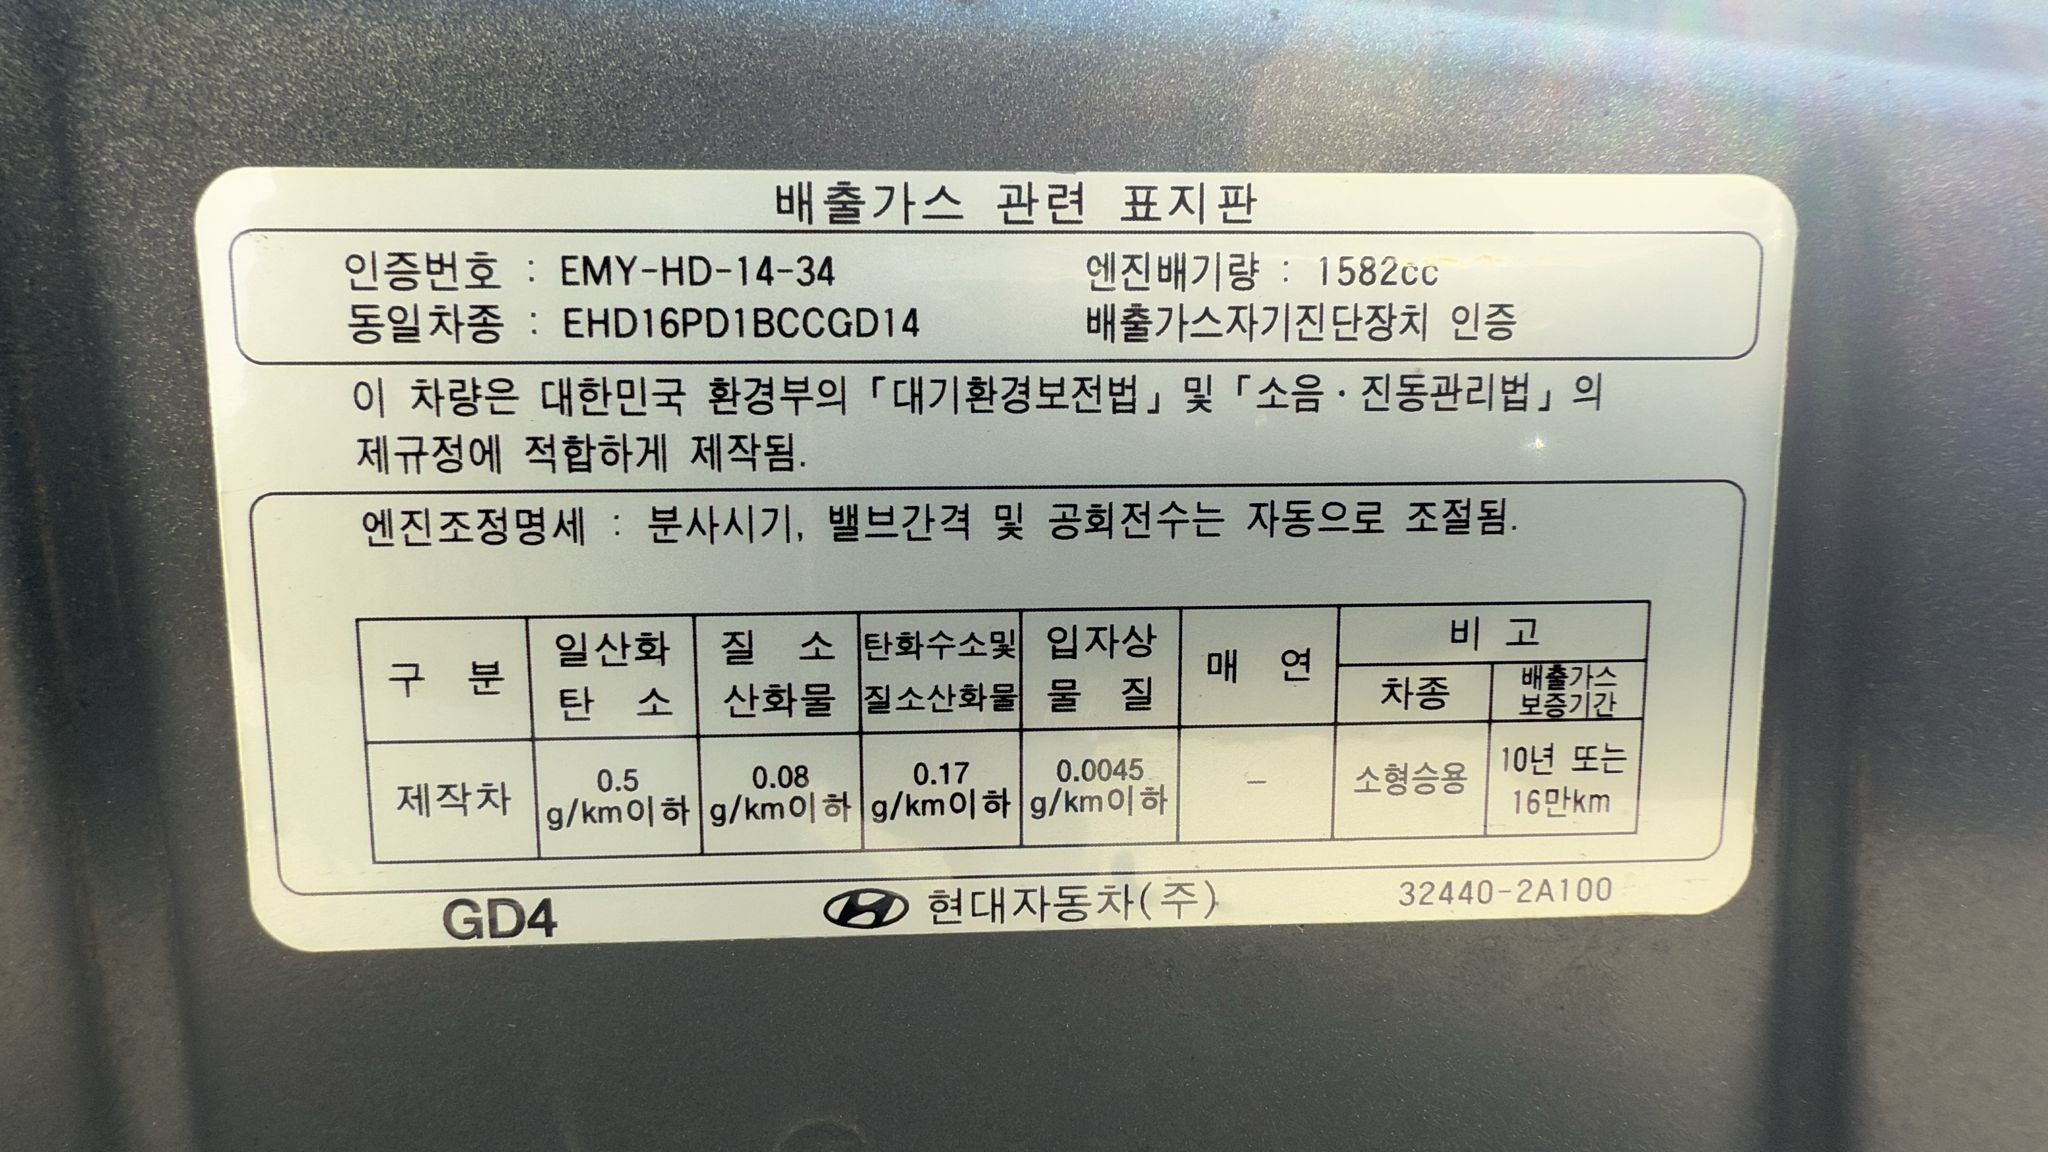 배출가스 관련 표지판
인증번호 : EMY-HD-14-34 엔진배기량 : 1582cc
동일차종 : EHD16PD1BCCGD14 배출가스자기진단장치 인증
이 차량은 대한민국 환경부의 「대기환경보전법」 및 「소음·진동관리법」의
제규정에 적합하게 제작됨.
엔진조정명세 : 분사시기, 밸브간격 및 공회전수는 자동으로 조절됨.
구 분 일산화 탄 소 질 소 산화물 탄화수소및 질소산화물 입자상 물 질 매 연 비 고
차종 배출가스 보증기간
제작차 0.5 g/km이하 0.08 g/km이하 0.17 g/km이하 0.0045 g/km이하 - 소형승용 10년 또는 16만km
GD4 현대자동차(주) 32440-2A100